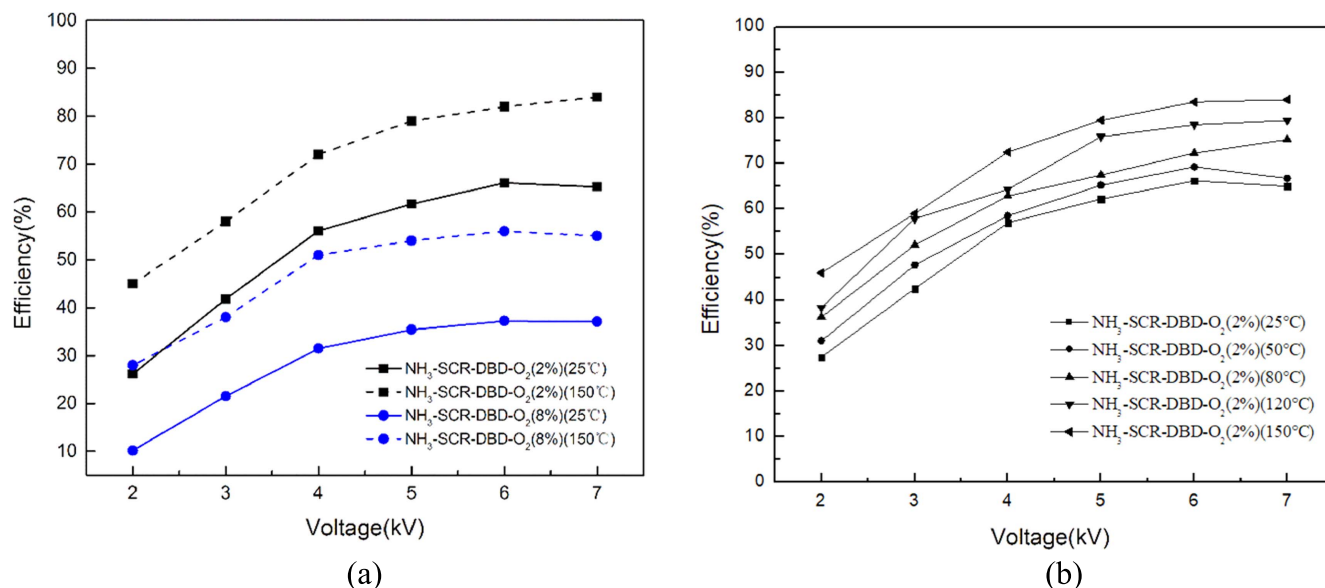 100
90
80
70
60
50
40
30
20
10
Efficiency(%)
NH₃-SCR-DBD-O₂(2%)(25℃)
NH₃-SCR-DBD-O₂(2%)(150℃)
NH₃-SCR-DBD-O₂(8%)(25℃)
NH₃-SCR-DBD-O₂(8%)(150℃)
2 3 4 5 6 7
Voltage(kV)
(a)
100
90
80
70
60
50
40
30
20
10
0
Efficiency(%)
NH₃-SCR-DBD-O₂(2%)(25°C)
NH₃-SCR-DBD-O₂(2%)(50°C)
NH₃-SCR-DBD-O₂(2%)(80°C)
NH₃-SCR-DBD-O₂(2%)(120°C)
NH₃-SCR-DBD-O₂(2%)(150°C)
2 3 4 5 6 7
Voltage(kV)
(b)